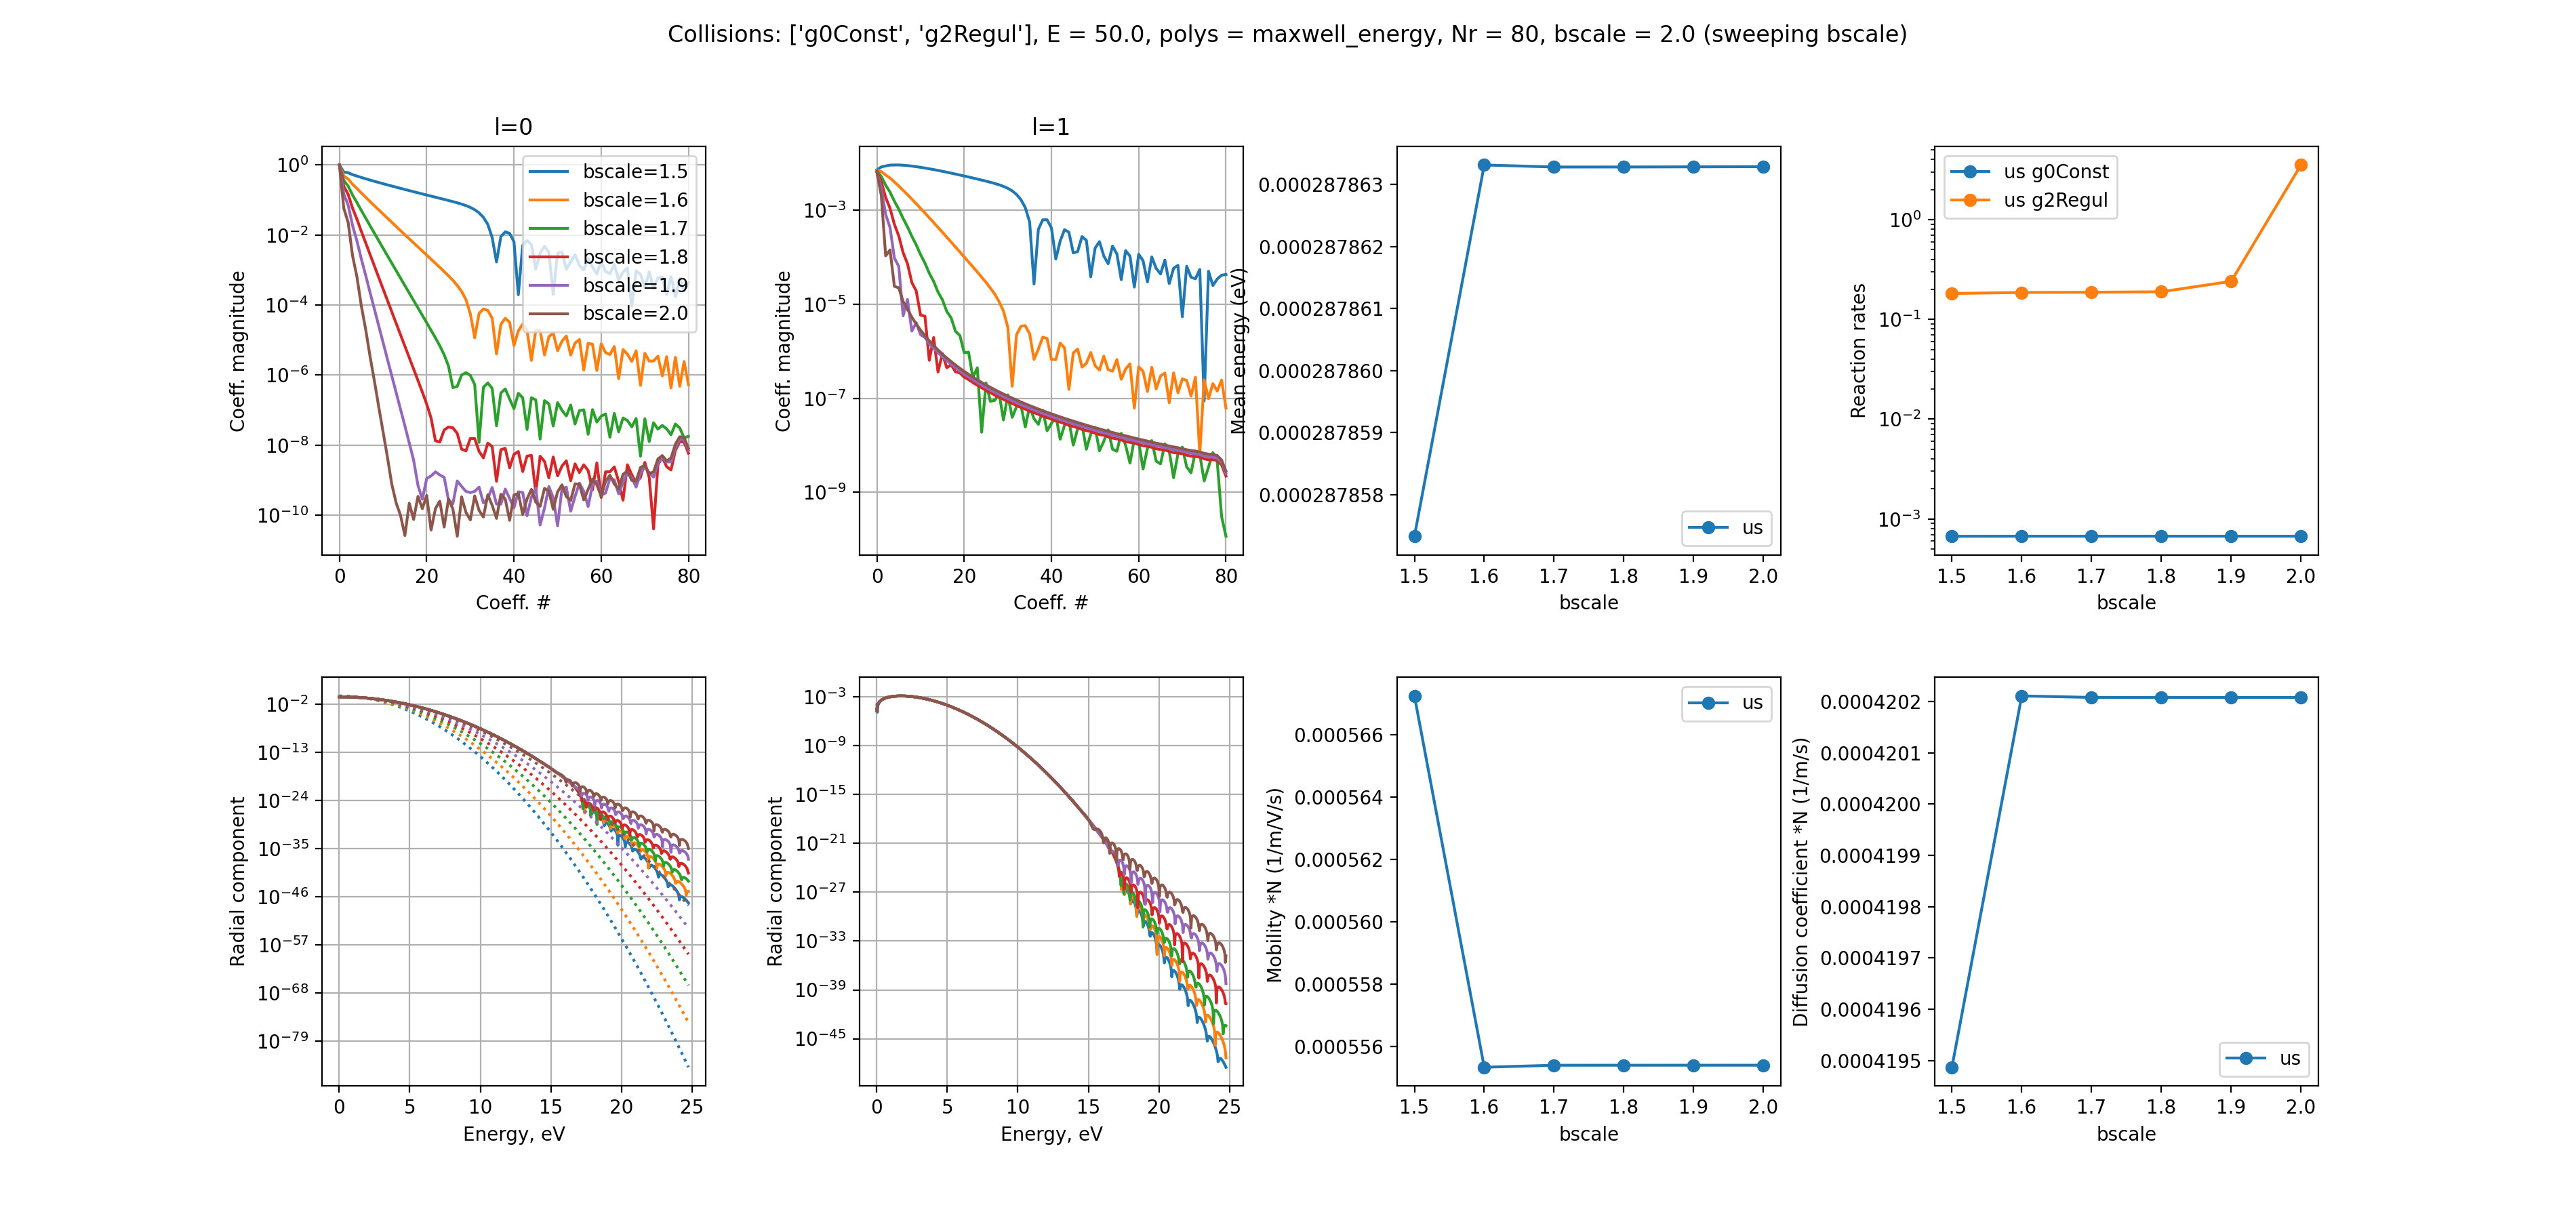 Collisions: ['g0Const', 'g2Regul'], E = 50.0, polys = maxwell_energy, Nr = 80, bscale = 2.0 (sweeping bscale)
l=0
10^0
10^-2
10^-4
10^-6
10^-8
10^-10
Coeff. magnitude
bscale=1.5
bscale=1.6
bscale=1.7
bscale=1.8
bscale=1.9
bscale=2.0
0 20 40 60 80
Coeff. #
l=1
10^-3
10^-5
10^-7
10^-9
Coeff. magnitude
0 20 40 60 80
Coeff. #
0.000287863
0.000287862
0.000287861
0.000287860
0.000287859
0.000287858
Mean energy (eV)
us
1.5 1.6 1.7 1.8 1.9 2.0
bscale
10^0
10^-1
10^-2
10^-3
Reaction rates
us g0Const
us g2Regul
1.5 1.6 1.7 1.8 1.9 2.0
bscale
10^-2
10^-13
10^-24
10^-35
10^-46
10^-57
10^-68
10^-79
Radial component
0 5 10 15 20 25
Energy, eV
10^-3
10^-9
10^-15
10^-21
10^-27
10^-33
10^-39
10^-45
Radial component
0 5 10 15 20 25
Energy, eV
0.000566
0.000564
0.000562
0.000560
0.000558
0.000556
Mobility *N (1/m/V/s)
us
1.5 1.6 1.7 1.8 1.9 2.0
bscale
0.0004202
0.0004201
0.0004200
0.0004199
0.0004198
0.0004197
0.0004196
0.0004195
Diffusion coefficient *N (1/m/s)
us
1.5 1.6 1.7 1.8 1.9 2.0
bscale